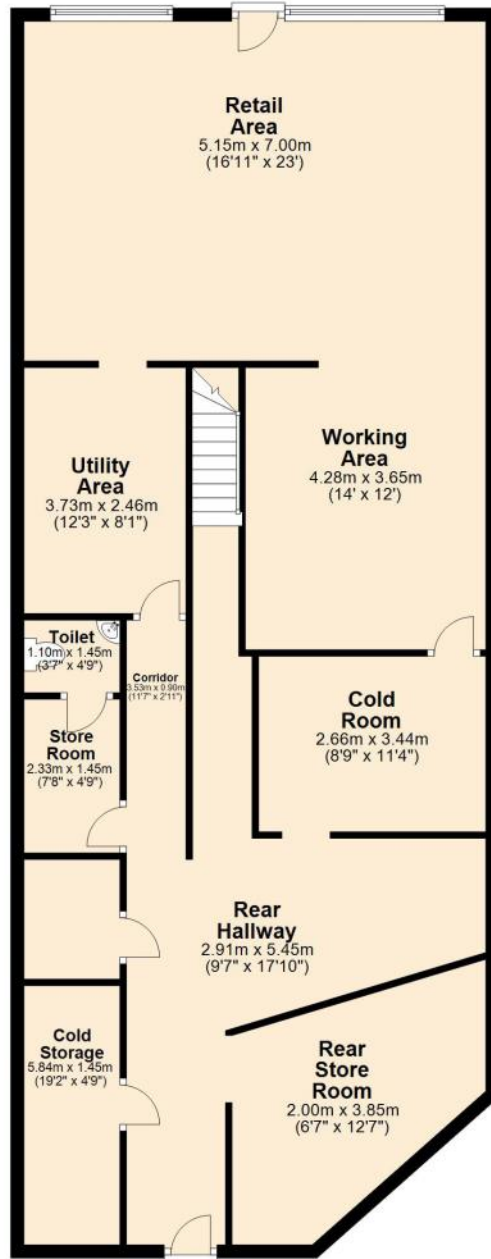 Retail
Area
5.15m x 7.00m
(16'11" x 23')
Utility
Area
3.73m x 2.46m
(12'3" x 8'1")
Working
Area
4.28m x 3.65m
(14' x 12')
Toilet
1.10m x 1.45m
(3'7" x 4'9")
Corridor
3.53m x 0.90m
(11'7" x 2'11")
Store
Room
2.33m x 1.45m
(7'8" x 4'9")
Cold
Room
2.66m x 3.44m
(8'9" x 11'4")
Rear
Hallway
2.91m x 5.45m
(9'7" x 17'10")
Cold
Storage
5.84m x 1.45m
(19'2" x 4'9")
Rear
Store
Room
2.00m x 3.85m
(6'7" x 12'7")